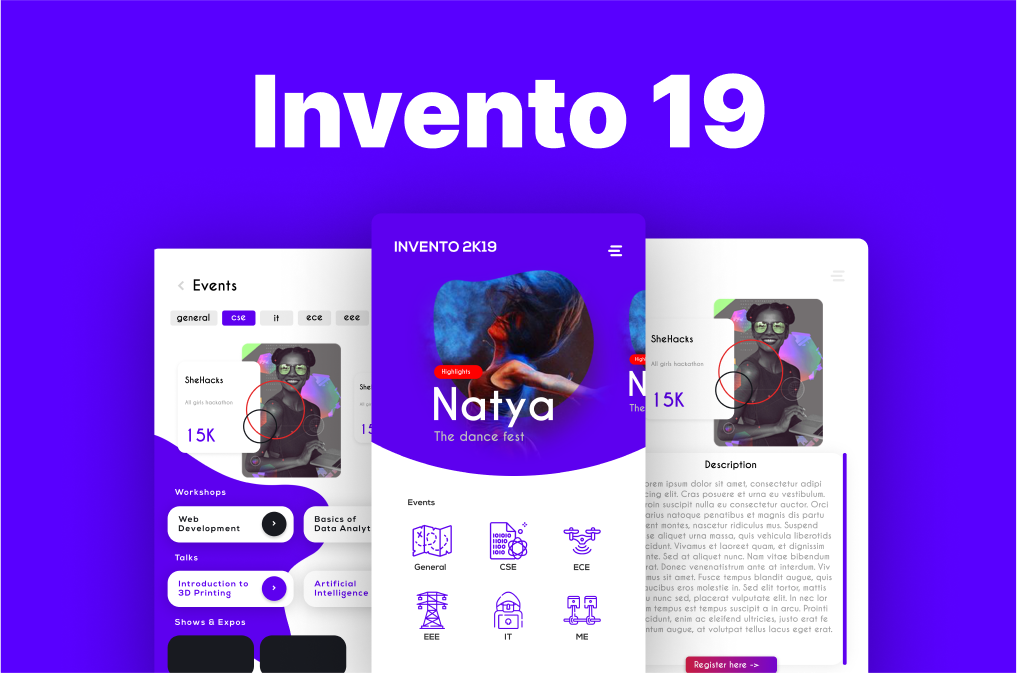 Invento 19
Events
general cse it ece eee
SheHacks
All girls hackathon
15K
She
All gi
15
Workshops
Web
Development
Basics of
Data Analyt
Talks
Introduction to
3D Printing
Artificial
Intelligence
Shows & Expos
INVENTO 2K19
Highlights
Natya
The dance fest
High
N
The
Events
General
CSE
ECE
EEE
IT
ME
SheHacks
All girls hackathon
15K
Description
orem ipsum dolor sit amet, consectetur adipi
cing elit. Cras posuere et urna eu vestibulum.
roin suscipit nulla eu consectetur auctor. Orci
arius natoque penatibus et magnis dis partu
ent montes, nascetur ridiculus mus. Suspend
se aliquet urna massa, quis vehicula liberotids
cidunt. Vivamus et laoreet quam, et dignissim
nte. Sed at aliquet nunc. Nam vitae bibendum
rat. Donec venenatistrum ante at interdum. Viv
mus sit amet. Fusce tempus blandit augue, quis
aucibus eros molestie in. Sed elit tortor, mattis
u nunc sed, placerat vulputate elit. In nec lor
m tempus est tempus suscipit a in arcu. Prointi
cidunt, enim ac eleifend ultricies, justo erat fe
ntum augue, at volutpat tellus lacus eget erat.
Register here ->